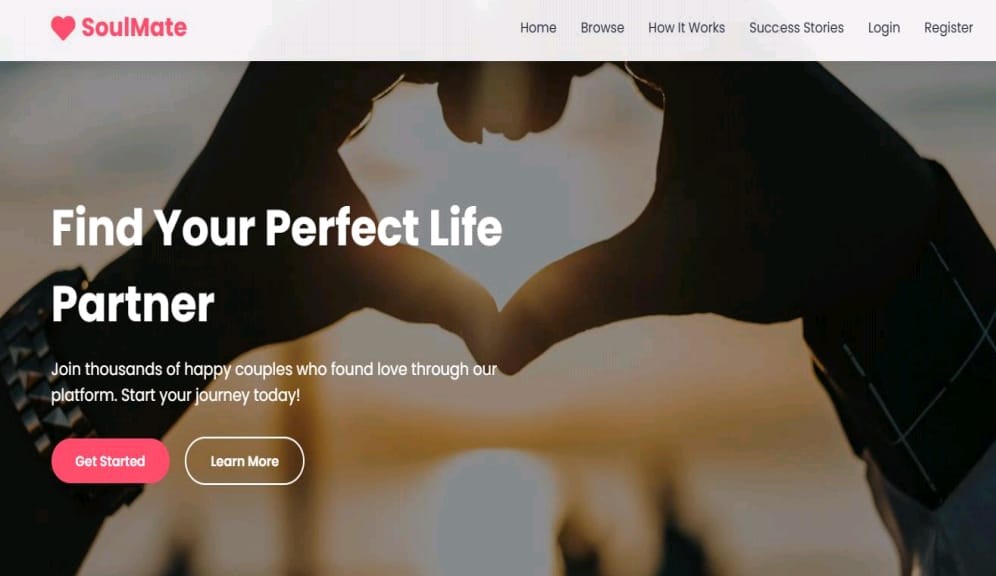 SoulMate
Home Browse How It Works Success Stories Login Register
Find Your Perfect Life
Partner
Join thousands of happy couples who found love through our
platform. Start your journey today!
Get Started Learn More